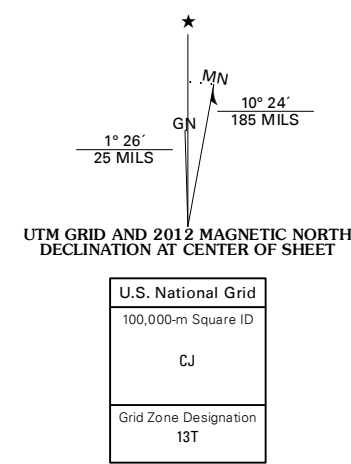 ★
MN
GN
10° 24´
185 MILS
1° 26´
25 MILS
UTM GRID AND 2012 MAGNETIC NORTH
DECLINATION AT CENTER OF SHEET
U.S. National Grid
100,000-m Square ID
CJ
Grid Zone Designation
13T